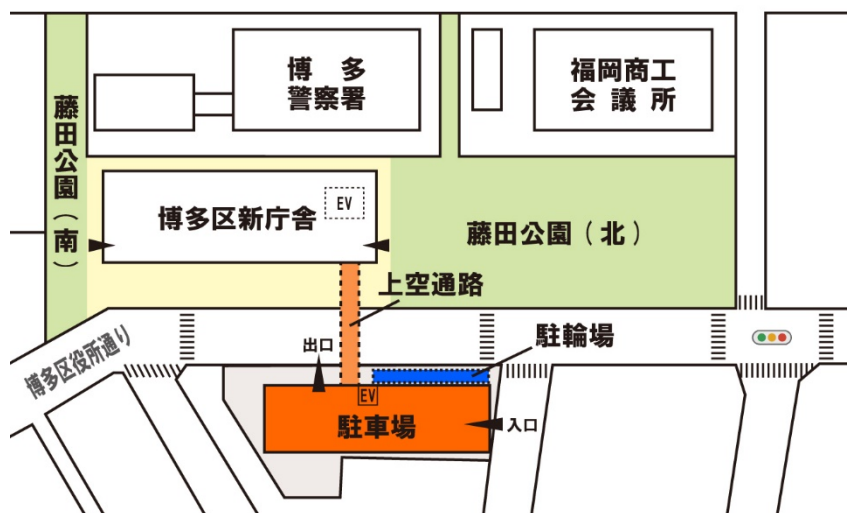 博多
警察署
福岡商工
会議所
藤田公園(南)
博多区新庁舎
EV
藤田公園(北)
上空通路
博多区役所通り
出口
駐輪場
EV
駐車場
入口